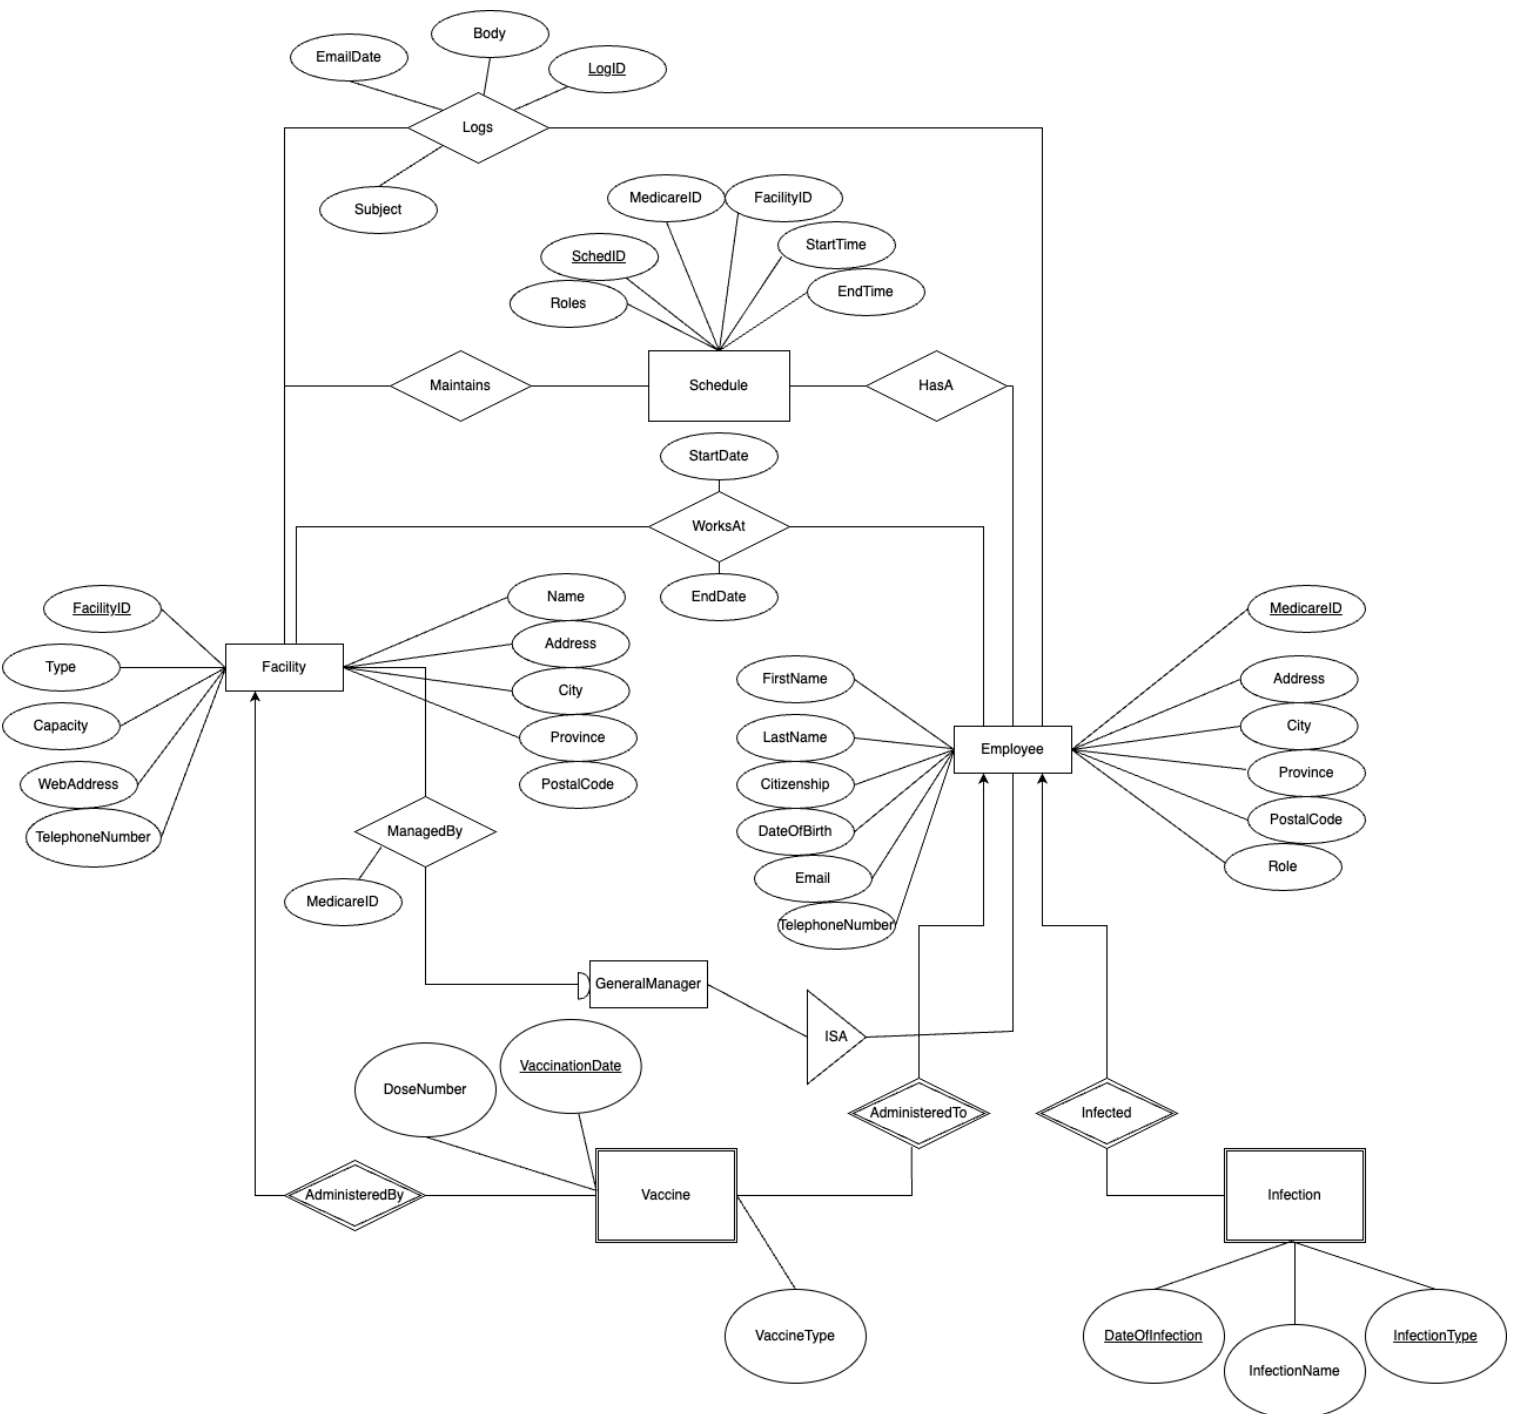 Body
EmailDate
LogID
Logs
Subject
MedicareID
FacilityID
StartTime
SchedID
EndTime
Roles
Maintains
Schedule
HasA
StartDate
WorksAt
EndDate
Name
FacilityID
MedicareID
Address
Type
Facility
City
FirstName
Address
Capacity
Province
LastName
City
Employee
WebAddress
PostalCode
Citizenship
Province
TelephoneNumber
ManagedBy
DateOfBirth
PostalCode
Email
Role
MedicareID
TelephoneNumber
GeneralManager
ISA
VaccinationDate
DoseNumber
AdministeredTo
Infected
AdministeredBy
Vaccine
Infection
VaccineType
DateOfInfection
InfectionType
InfectionName